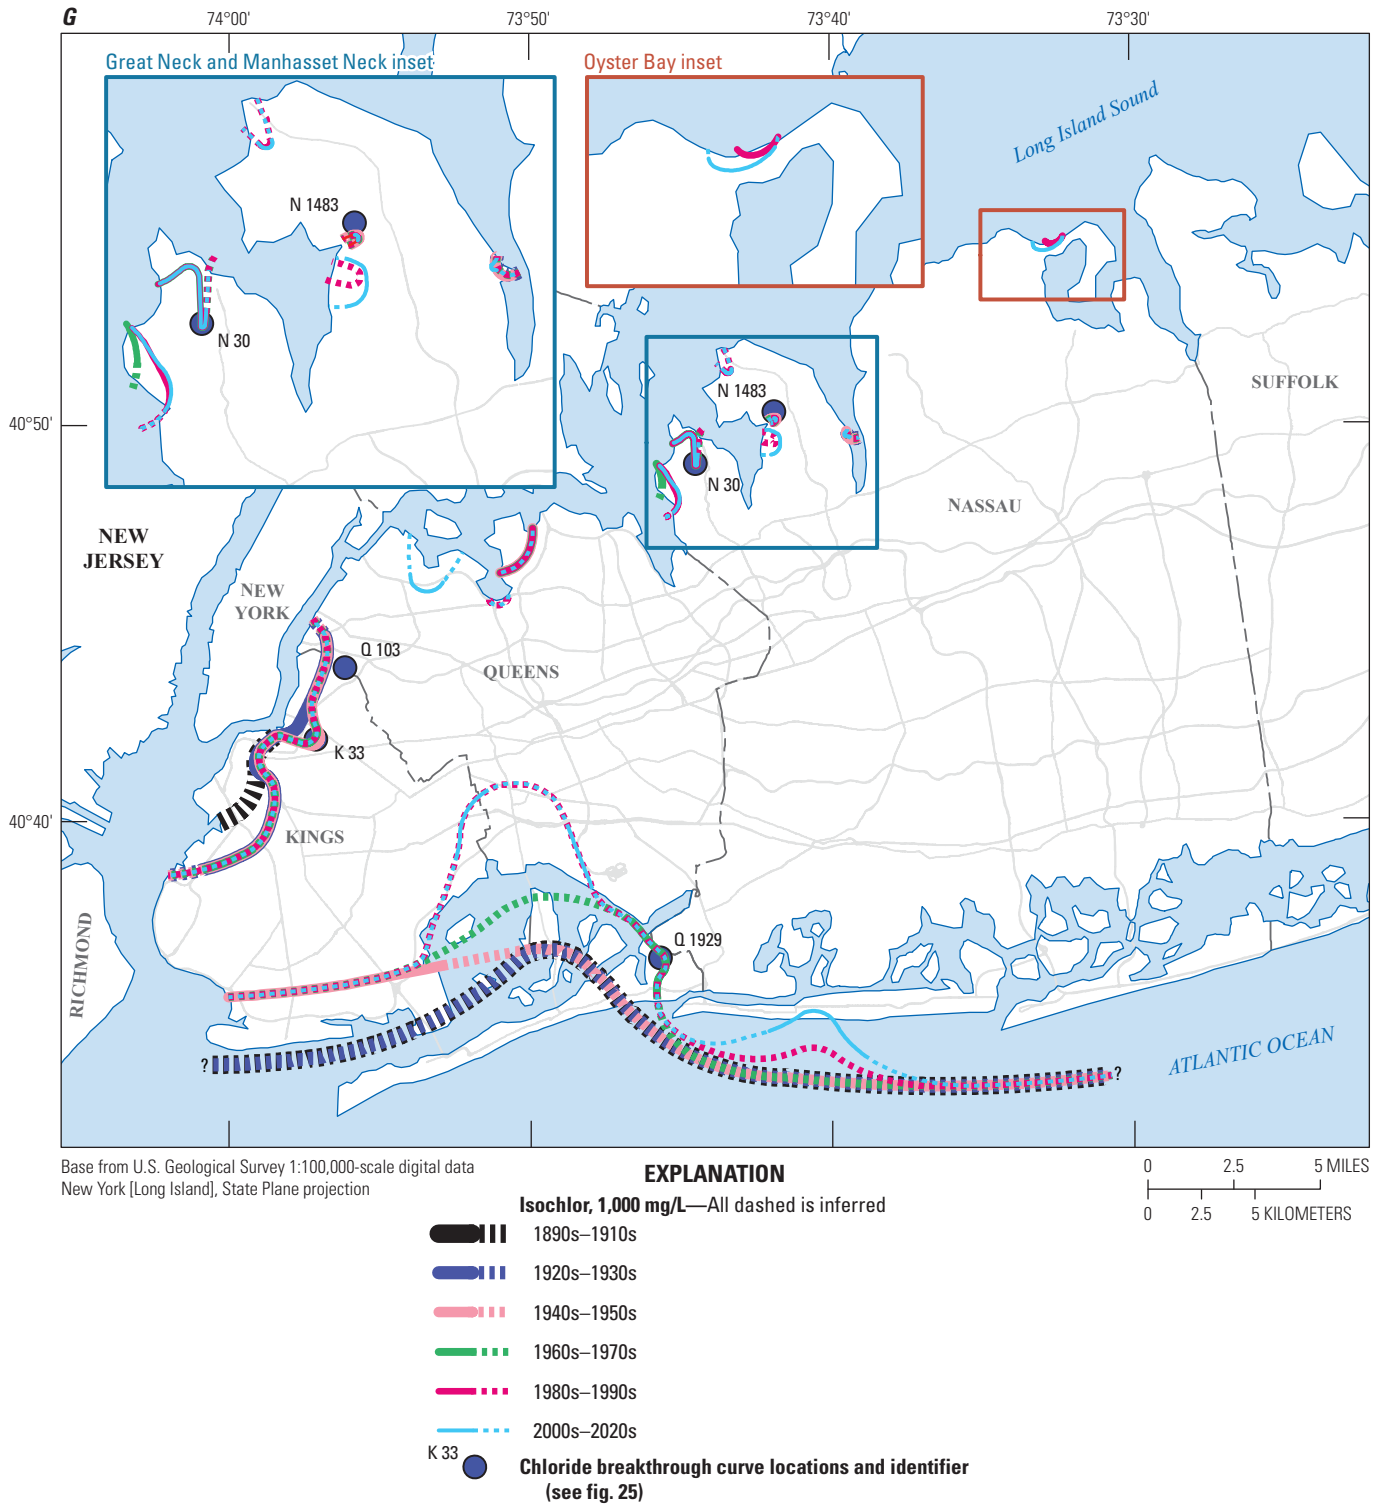 G
74°00'
73°50'
73°40'
73°30'
Great Neck and Manhasset Neck inset
Oyster Bay inset
Long Island Sound
N 1483
N 30
SUFFOLK
N 1483
40°50'
N 30
NASSAU
NEW
JERSEY
NEW
YORK
Q 103
QUEENS
K 33
40°40'
KINGS
RICHMOND
Q 1929
ATLANTIC OCEAN
?
?
Base from U.S. Geological Survey 1:100,000-scale digital data
New York [Long Island], State Plane projection
0 2.5 5 MILES
0 2.5 5 KILOMETERS
EXPLANATION
Isochlor, 1,000 mg/L—All dashed is inferred
1890s–1910s
1920s–1930s
1940s–1950s
1960s–1970s
1980s–1990s
2000s–2020s
K 33
Chloride breakthrough curve locations and identifier
(see fig. 25)